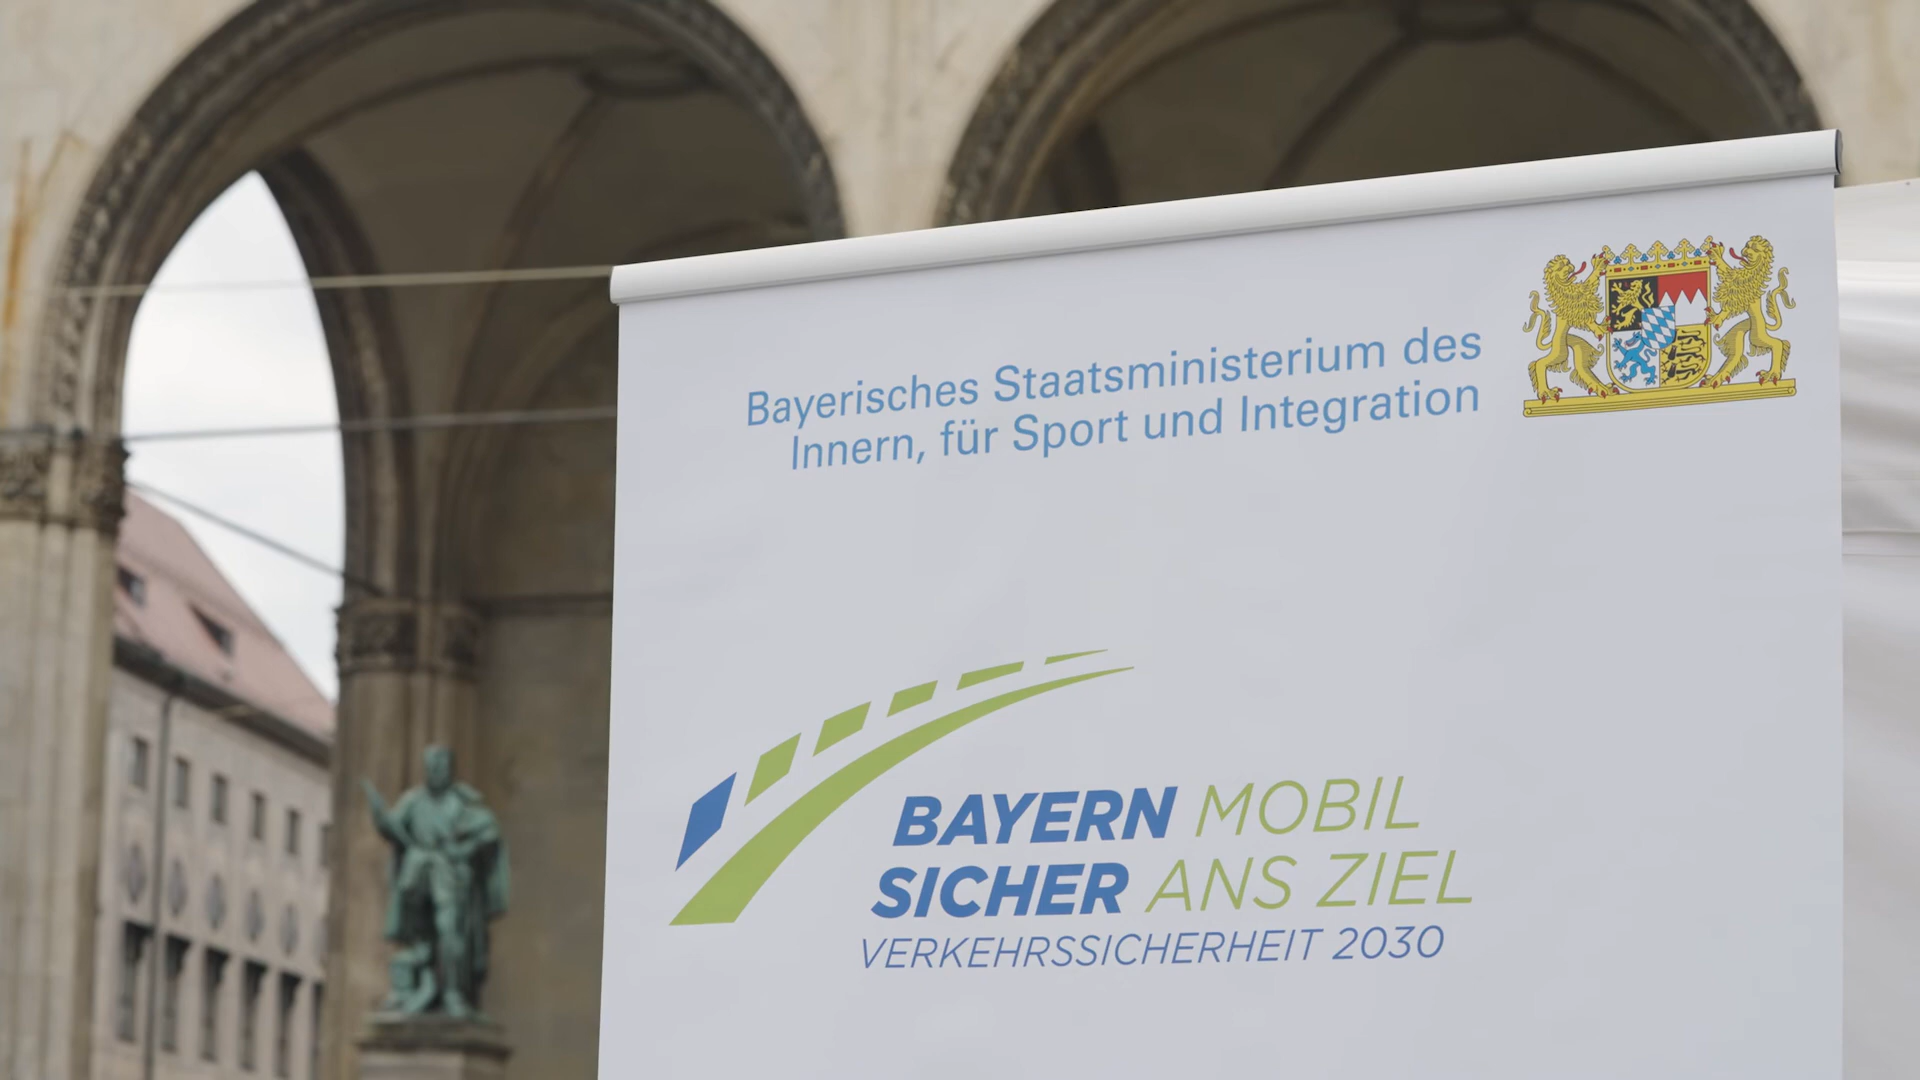 Bayerisches Staatsministerium des
Innern, für Sport und Integration
BAYERN MOBIL
SICHER ANS ZIEL
VERKEHRSSICHERHEIT 2030